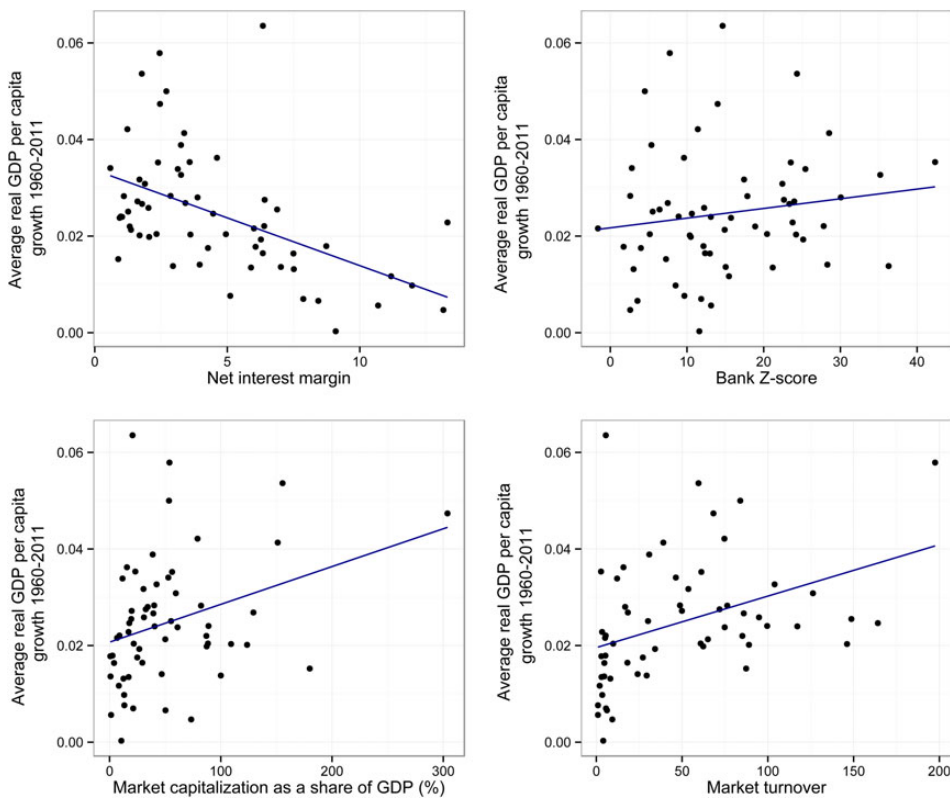 Average real GDP per capita
growth 1960-2011
0.06
0.04
0.02
0.00
0
5
10
Net interest margin
Average real GDP per capita
growth 1960-2011
0.06
0.04
0.02
0.00
0
10
20
30
40
Bank Z-score
Average real GDP per capita
growth 1960-2011
0.06
0.04
0.02
0.00
0
100
200
300
Market capitalization as a share of GDP (%)
Average real GDP per capita
growth 1960-2011
0.06
0.04
0.02
0.00
0
50
100
150
200
Market turnover